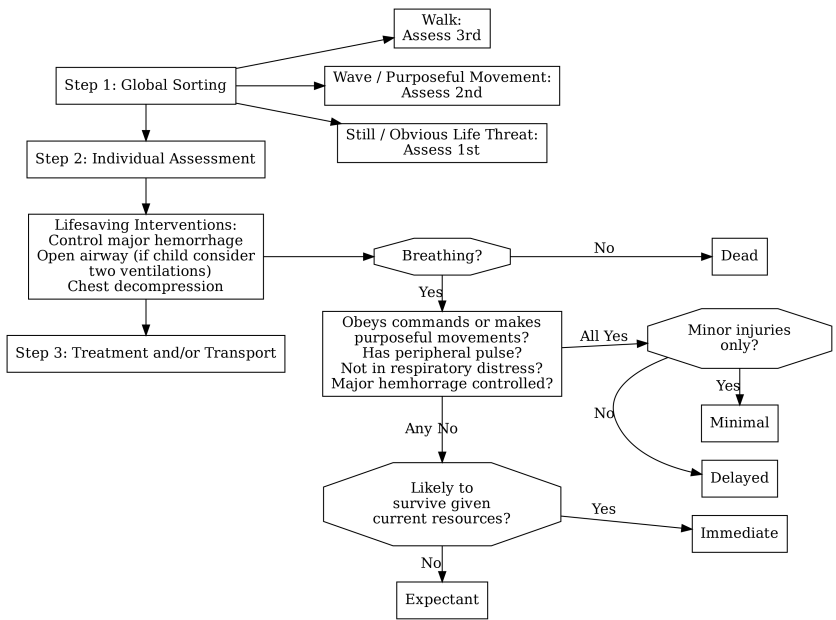 Walk:
Assess 3rd
Step 1: Global Sorting
Wave / Purposeful Movement:
Assess 2nd
Still / Obvious Life Threat:
Assess 1st
Step 2: Individual Assessment
Lifesaving Interventions:
Control major hemorrhage
Open airway (if child consider
two ventilations)
Chest decompression
Breathing?
No
Dead
Yes
Step 3: Treatment and/or Transport
Obeys commands or makes
purposeful movements?
Has peripheral pulse?
Not in respiratory distress?
Major hemhorrage controlled?
All Yes
Minor injuries
only?
Yes
Minimal
No
Delayed
Any No
Likely to
survive given
current resources?
Yes
Immediate
No
Expectant